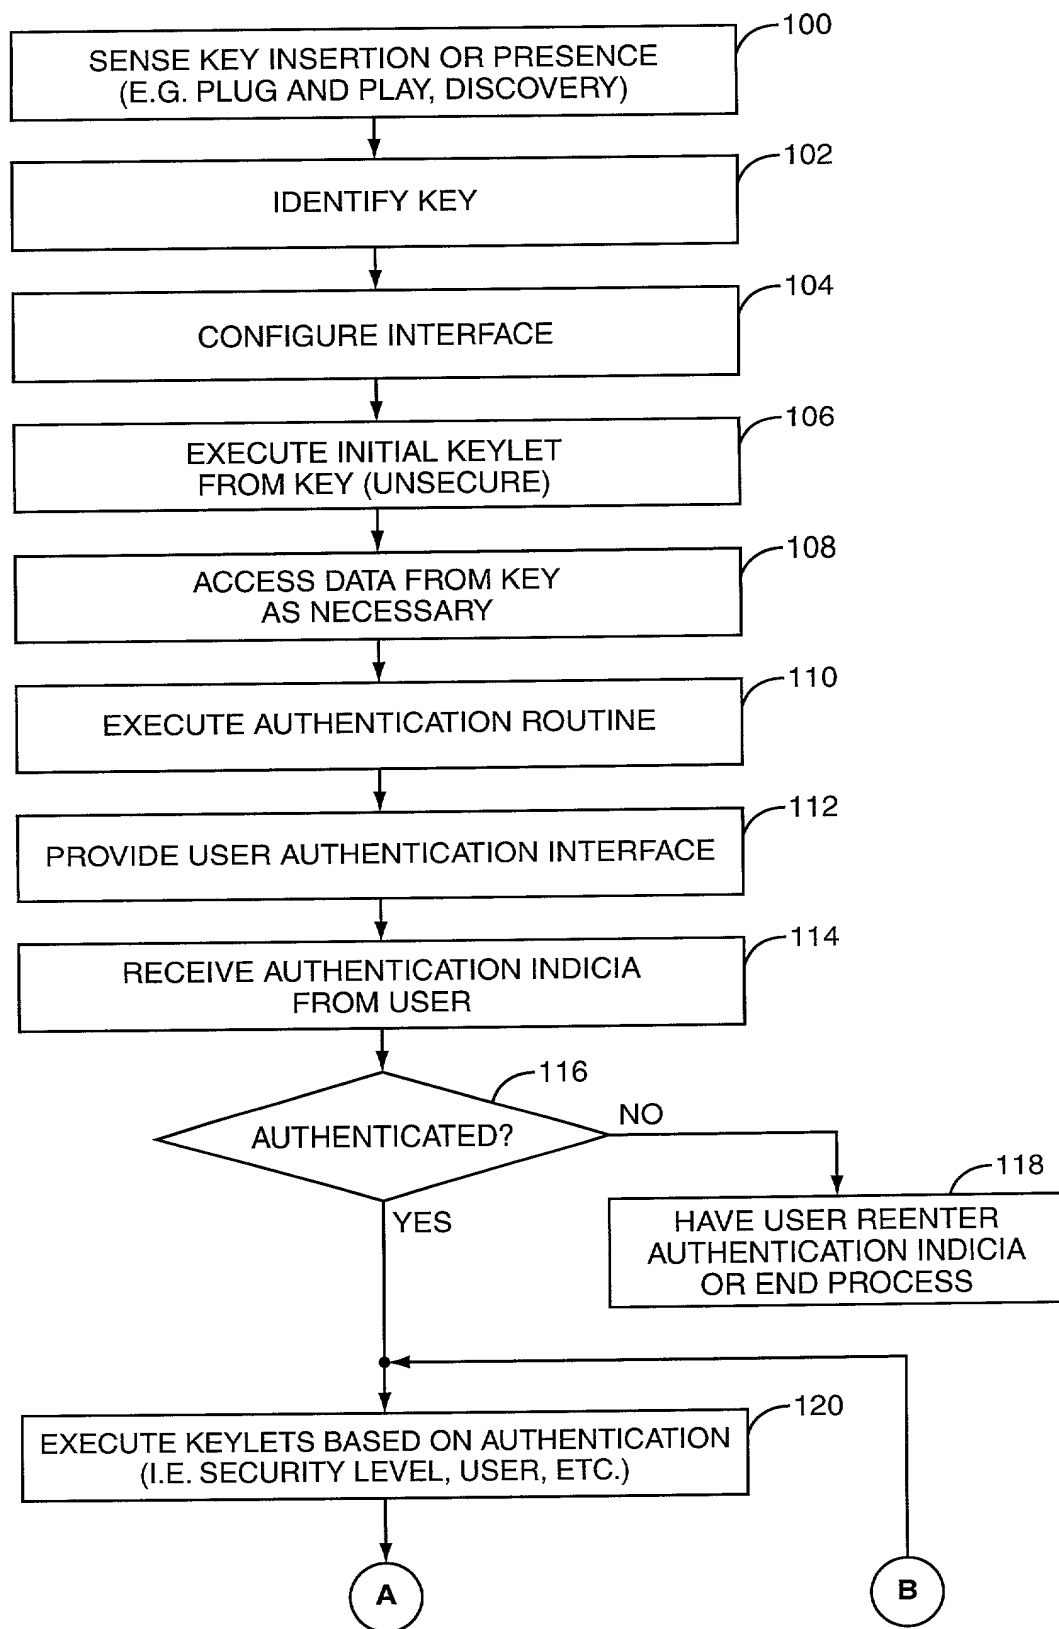 100
SENSE KEY INSERTION OR PRESENCE
(E.G. PLUG AND PLAY, DISCOVERY)
102
IDENTIFY KEY
104
CONFIGURE INTERFACE
106
EXECUTE INITIAL KEYLET
FROM KEY (UNSECURE)
108
ACCESS DATA FROM KEY
AS NECESSARY
110
EXECUTE AUTHENTICATION ROUTINE
112
PROVIDE USER AUTHENTICATION INTERFACE
114
RECEIVE AUTHENTICATION INDICIA
FROM USER
116
AUTHENTICATED?
NO
118
HAVE USER REENTER
AUTHENTICATION INDICIA
OR END PROCESS
YES
120
EXECUTE KEYLETS BASED ON AUTHENTICATION
(I.E. SECURITY LEVEL, USER, ETC.)
A
B